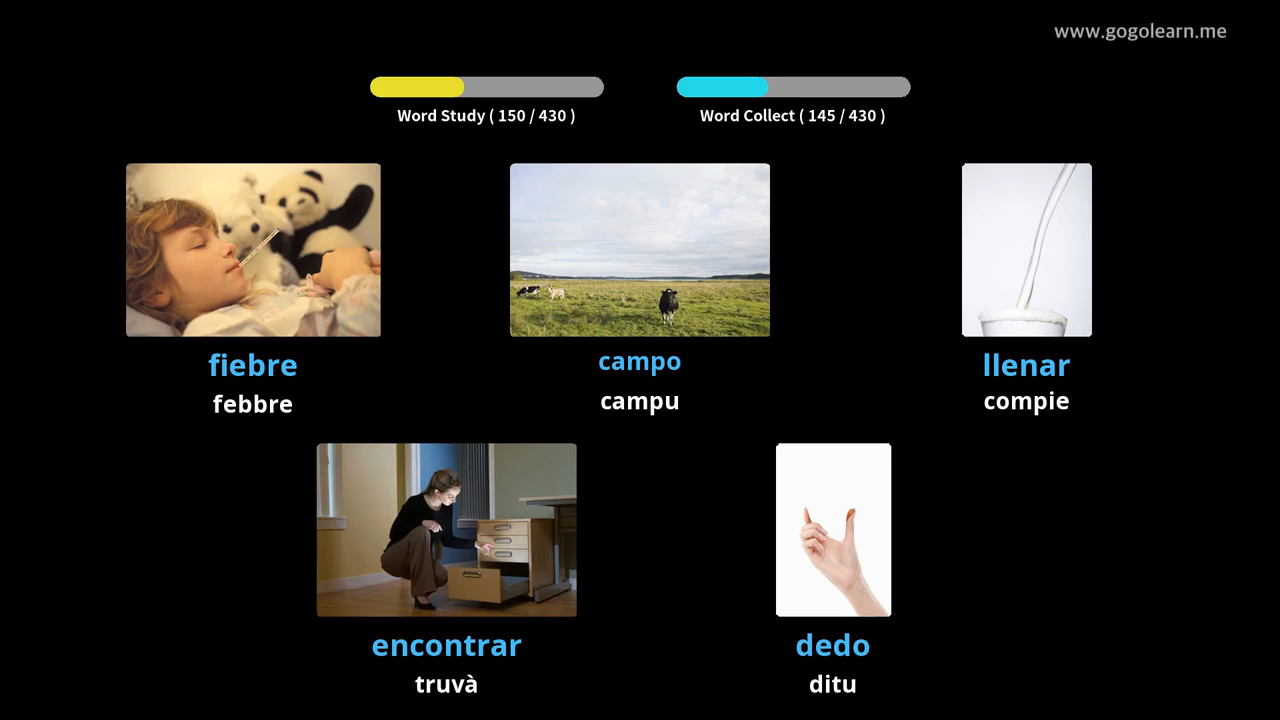 www.gogolearn.me
Word Study ( 150 / 430 )
Word Collect ( 145 / 430 )
fiebre
febbre
campo
campu
llenar
compie
encontrar
truvà
dedo
ditu